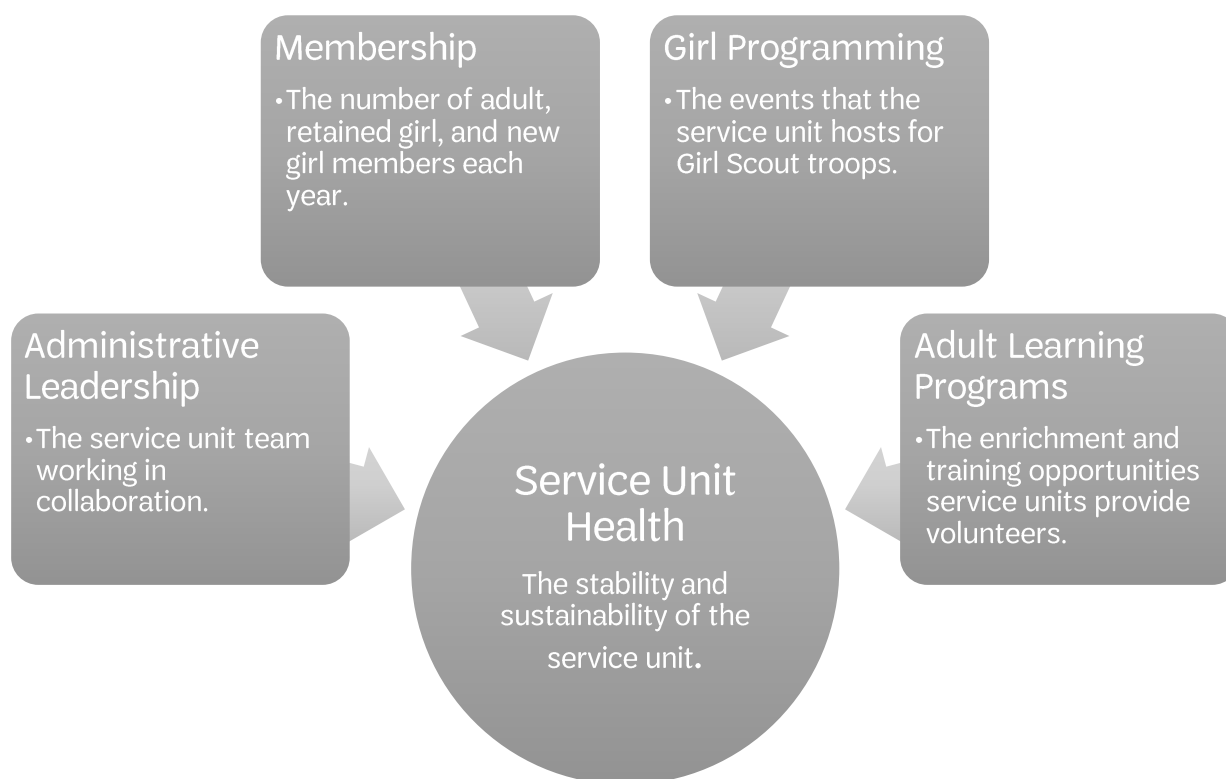 Membership
•The number of adult,
retained girl, and new
girl members each
year.
Girl Programming
•The events that the
service unit hosts for
Girl Scout troops.
Administrative
Leadership
•The service unit team
working in
collaboration.
Adult Learning
Programs
•The enrichment and
training opportunities
service units provide
volunteers.
Service Unit
Health
The stability and
sustainability of the
service unit.